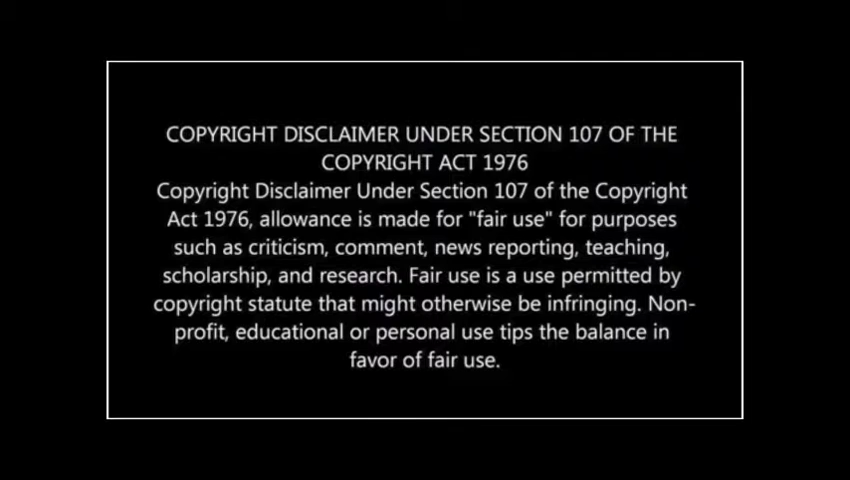 COPYRIGHT DISCLAIMER UNDER SECTION 107 OF THE
COPYRIGHT ACT 1976
Copyright Disclaimer Under Section 107 of the Copyright
Act 1976, allowance is made for "fair use" for purposes
such as criticism, comment, news reporting, teaching,
scholarship, and research. Fair use is a use permitted by
copyright statute that might otherwise be infringing. Non-
profit, educational or personal use tips the balance in
favor of fair use.